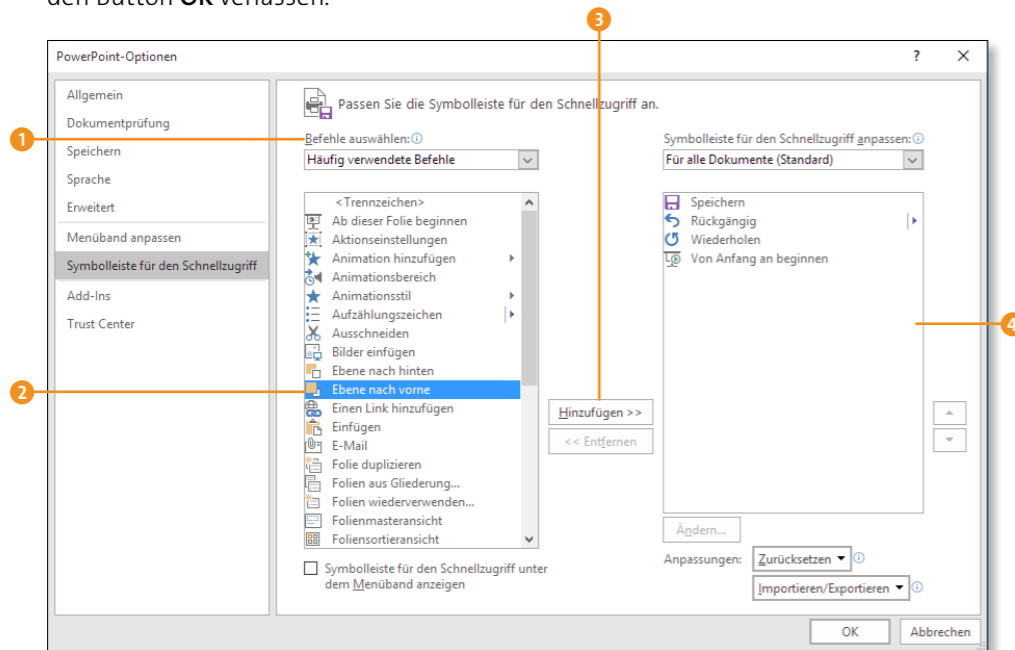 den Button OK verlassen.
3
PowerPoint-Optionen
?
Allgemein
Dokumentprüfung
Speichern
Sprache
Erweitert
Menüband anpassen
Symbolleiste für den Schnellzugriff
Add-Ins
Trust Center
Passen Sie die Symbolleiste für den Schnellzugriff an.
1
Befehle auswählen:
Häufig verwendete Befehle
<Trennzeichen>
Ab dieser Folie beginnen
Aktionseinstellungen
Animation hinzufügen
Animationsbereich
Animationsstil
Aufzählungszeichen
Ausschneiden
Bilder einfügen
Ebene nach hinten
2
Ebene nach vorne
Einen Link hinzufügen
Einfügen
E-Mail
Folie duplizieren
Folien aus Gliederung...
Folien wiederverwenden...
Folienmasteransicht
Foliensortieransicht
Symbolleiste für den Schnellzugriff unter
dem Menüband anzeigen
Hinzufügen >>
<< Entfernen
Symbolleiste für den Schnellzugriff anpassen:
Für alle Dokumente (Standard)
Speichern
Rückgängig
Wiederholen
Von Anfang an beginnen
4
Ändern...
Anpassungen:
Zurücksetzen
Importieren/Exportieren
OK
Abbrechen